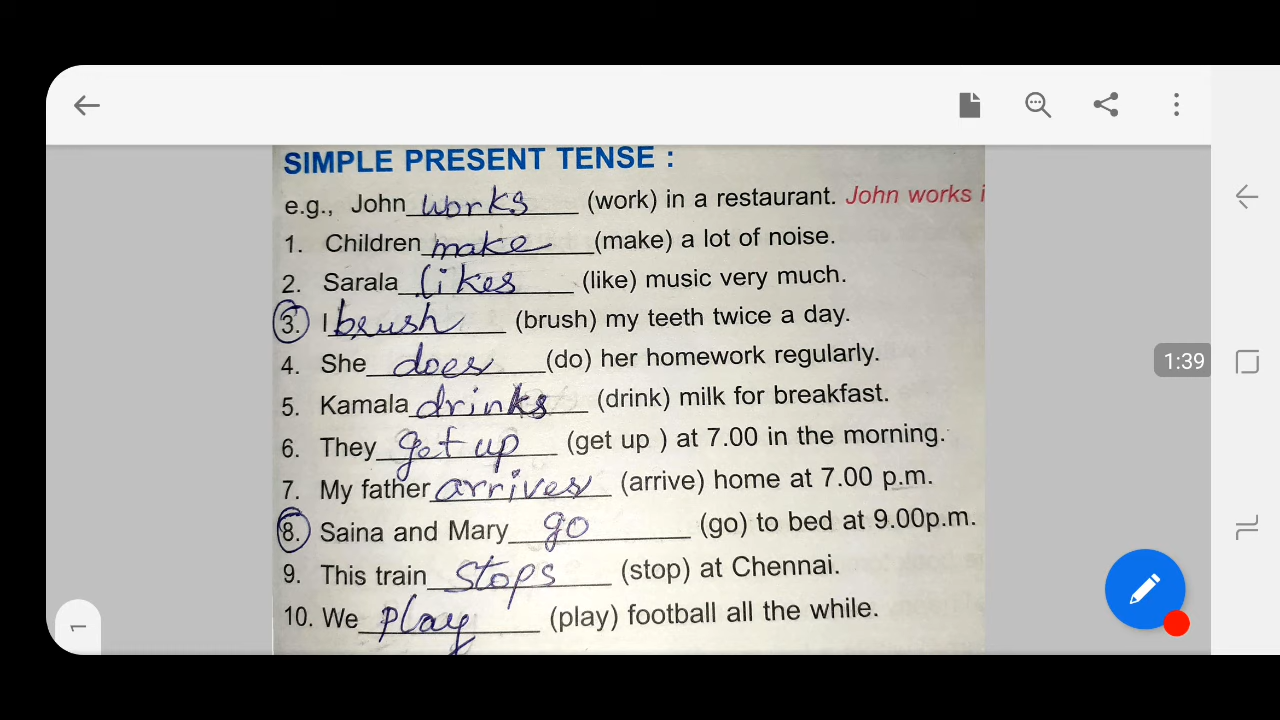 SIMPLE PRESENT TENSE :
e.g., John works (work) in a restaurant. John works i
1. Children make (make) a lot of noise.
2. Sarala likes (like) music very much.
3. I brush (brush) my teeth twice a day.
4. She does (do) her homework regularly.
1:39
5. Kamala drinks (drink) milk for breakfast.
6. They get up (get up ) at 7.00 in the morning.
7. My father arrives (arrive) home at 7.00 p.m.
8. Saina and Mary go (go) to bed at 9.00p.m.
9. This train stops (stop) at Chennai.
10. We play (play) football all the while.
1